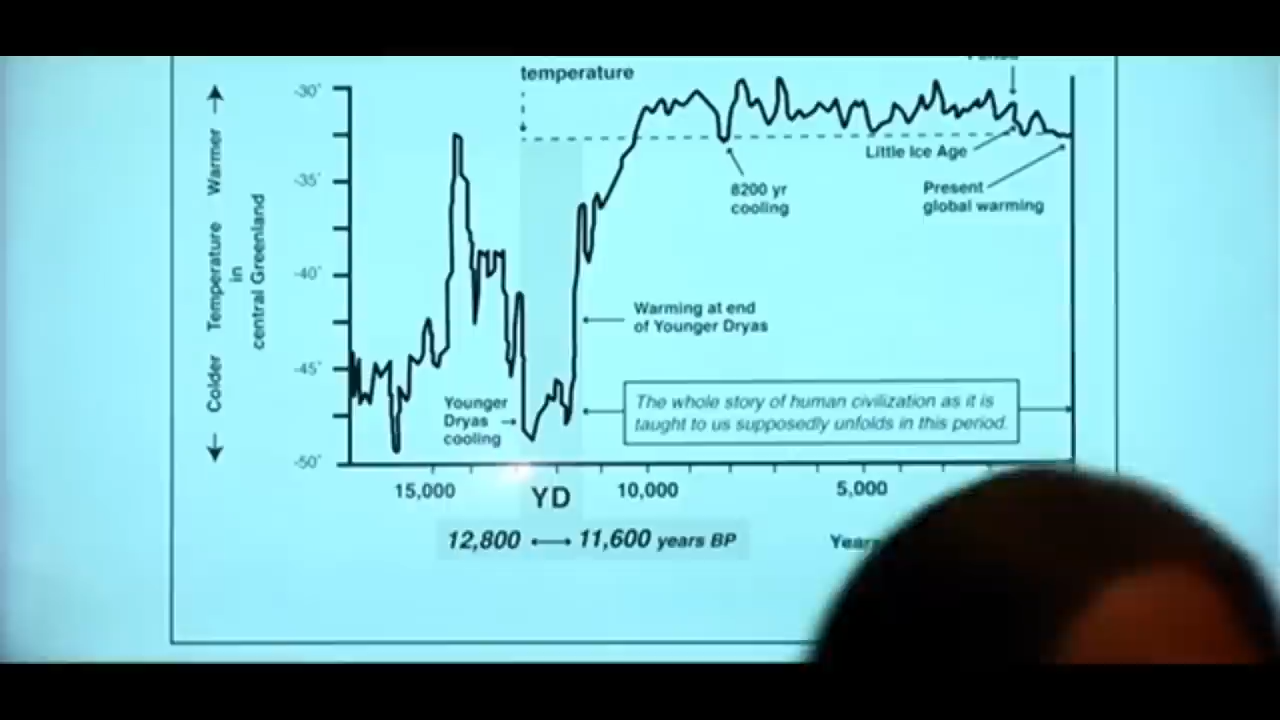 temperature
-30°
-35°
-40°
-45°
-50°
Colder Temperature Warmer
in
central Greenland
Little Ice Age
8200 yr
cooling
Present
global warming
Warming at end
of Younger Dryas
Younger
Dryas
cooling
The whole story of human civilization as it is
taught to us supposedly unfolds in this period.
15,000
YD
10,000
5,000
12,800 ⟷ 11,600 years BP
Years